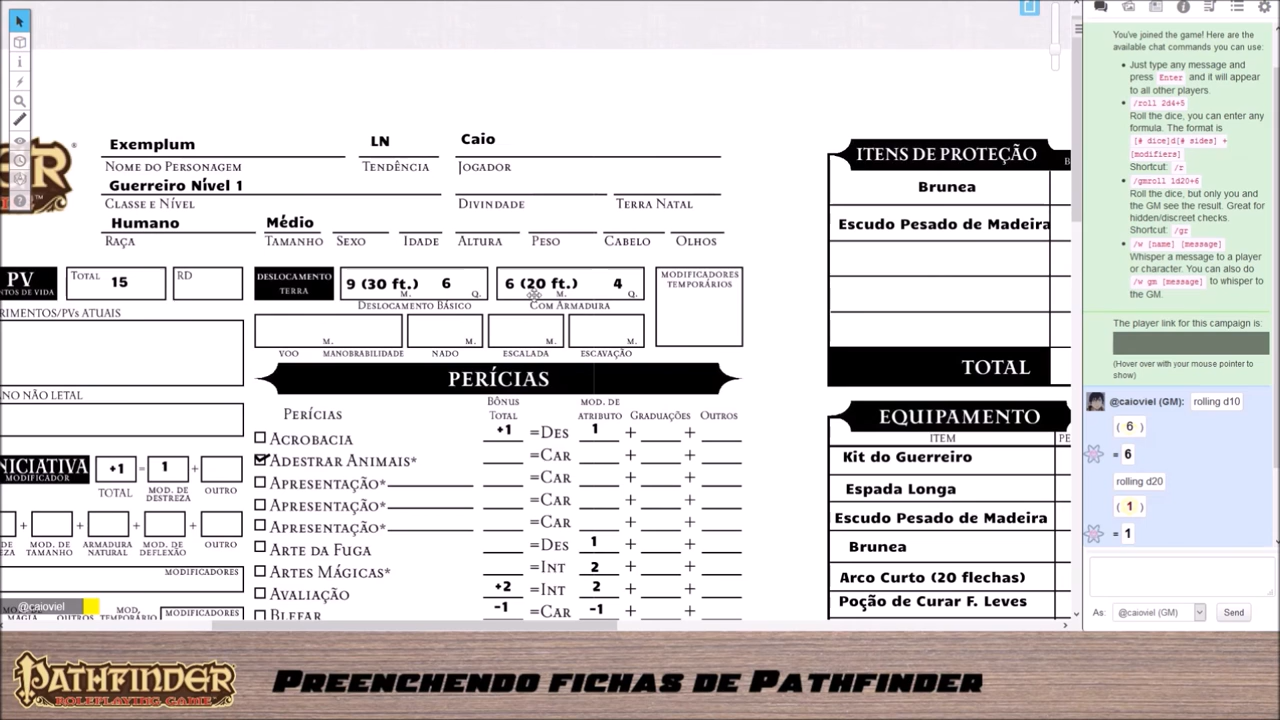 You've joined the game! Here are the
available chat commands you can use:
Just type any message and
press Enter and it will appear
to all other players.
/roll 2d4+5
Roll the dice, you can enter any
formula. The format is
[# dice]d[# sides] +
[modifiers]
Shortcut: /r
/gmroll 1d20+6
Roll the dice, but only you and
the GM see the result. Great for
hidden/discreet checks.
Shortcut: /gr
/w [name] [message]
Whisper a message to a player
or character. You can also do
/w gm [message] to whisper to
the GM.
The player link for this campaign is:
(Hover over with your mouse pointer to
show)
@caioviel (GM): rolling d10
( 6 )
= 6
rolling d20
( 1 )
= 1
As: @caioviel (GM) Send
Exemplum LN Caio
Nome do Personagem Tendência Jogador
Guerreiro Nível 1
Classe e Nível Divindade Terra Natal
Humano Médio
Raça Tamanho Sexo Idade Altura Peso Cabelo Olhos
PV Total 15 RD
Deslocamento Terra 9 (30 ft.) M. 6 Q. 6 (20 ft.) M. 4 Q. Modificadores Temporários
Deslocamento Básico Com Armadura
ferimentos/PVs atuais
M. M. M. M.
Voo Manobrabilidade Nado Escalada Escavação
PERÍCIAS
Dano não letal
Perícias Bônus Total Mod. de Atributo Graduações Outros
Acrobacia +1 =Des 1 + +
Adestrar Animais* =Car + +
Apresentação* =Car + +
Apresentação* =Car + +
Apresentação* =Car + +
Arte da Fuga =Des 1 + +
Artes Mágicas* =Int 2 + +
Avaliação +2 =Int 2 + +
Blefar -1 =Car -1 + +
INICIATIVA modificador +1 = 1 +
Total Mod. de Destreza Outro
+ + + +
Mod. de Tamanho Armadura Natural Mod. de Deflexão Outro
Modificadores
@caioviel
Outros Mod. Temporário Modificadores
ITENS DE PROTEÇÃO
Brunea
Escudo Pesado de Madeira
TOTAL
EQUIPAMENTO
Item
Kit do Guerreiro
Espada Longa
Escudo Pesado de Madeira
Brunea
Arco Curto (20 flechas)
Poção de Curar F. Leves
PATHFINDER
ROLEPLAYING GAME
Preenchendo fichas de Pathfinder